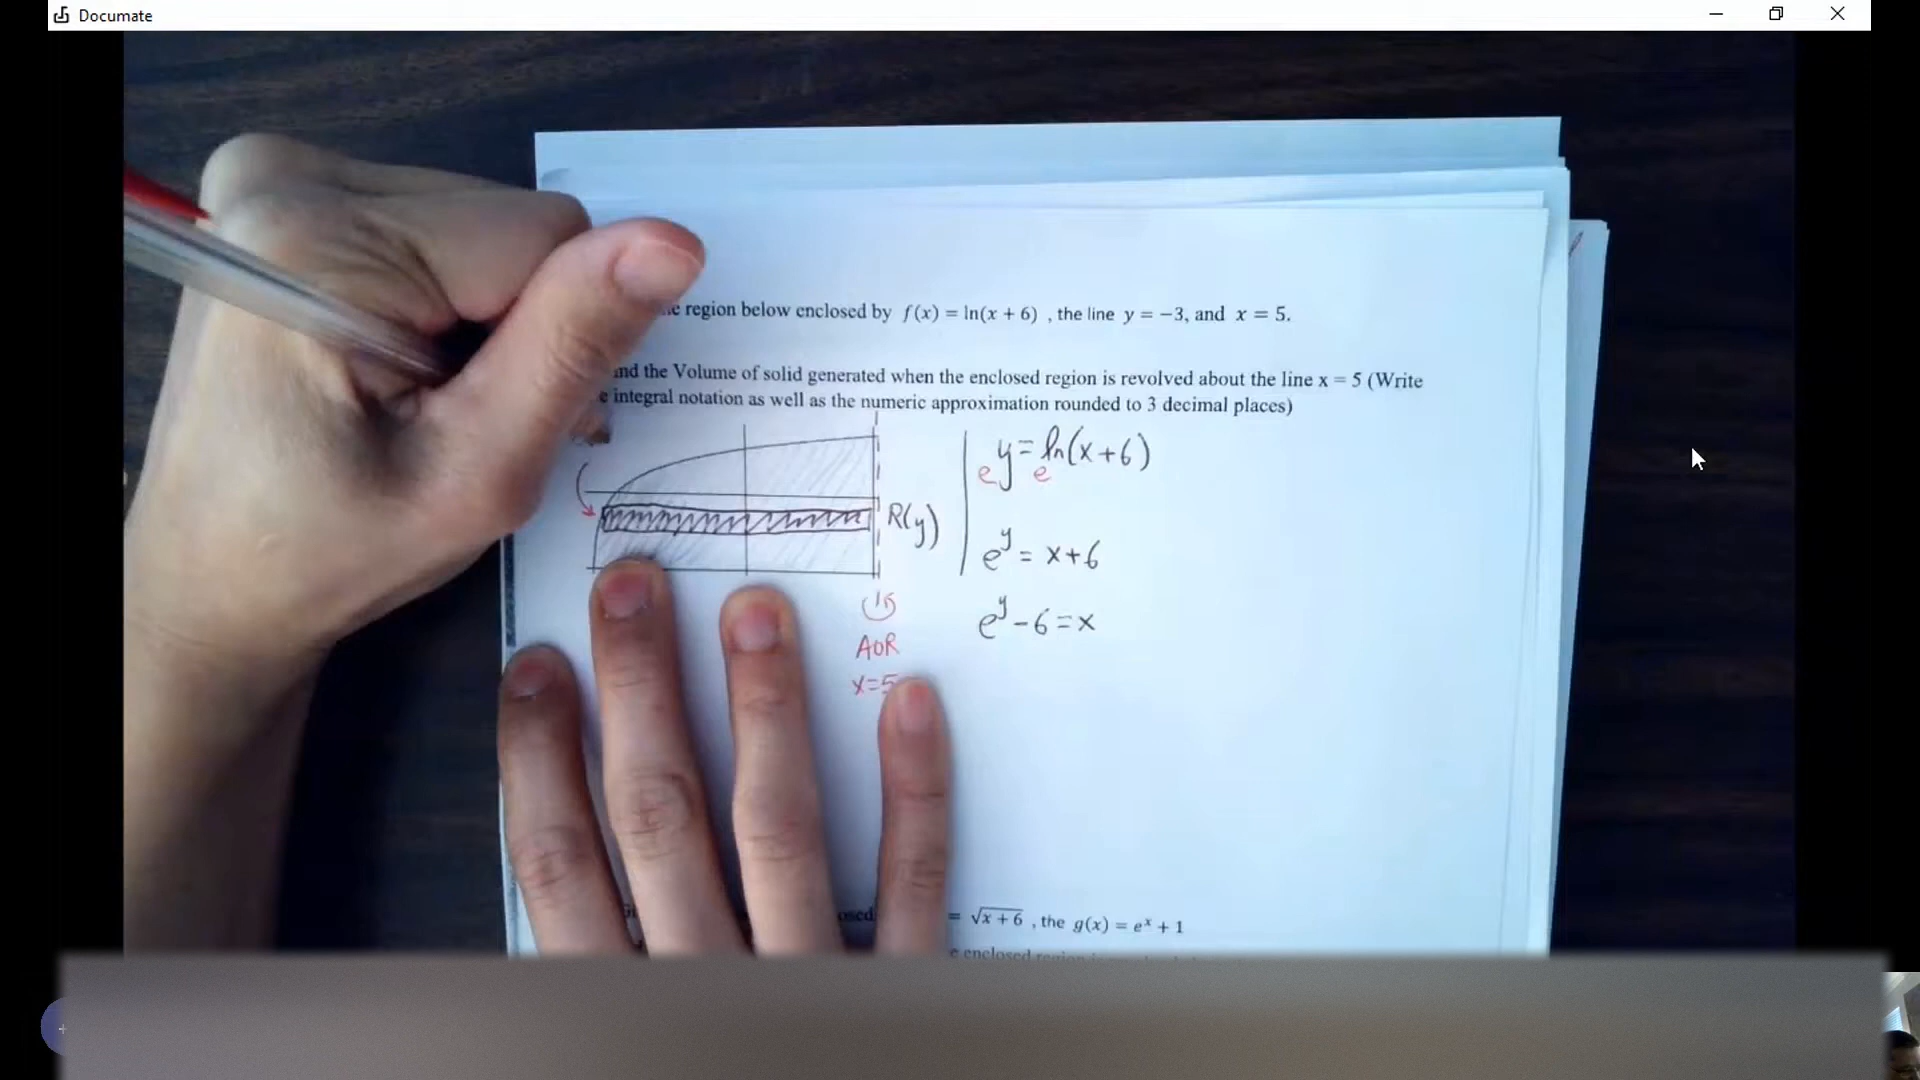 Documate
region below enclosed by f(x) = ln(x + 6) , the line y = −3, and x = 5.
the Volume of solid generated when the enclosed region is revolved about the line x = 5 (Write
integral notation as well as the numeric approximation rounded to 3 decimal places)
y = ln(x+6)
e e
R(y)
e^y = x+6
e^y - 6 = x
AOR
x=5
= √x + 6 , the g(x) = e^x + 1
enclosed